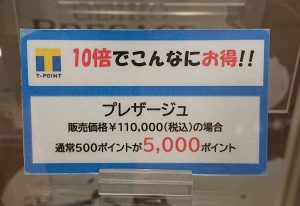 T-POINT
10倍でこんなにお得!!
プレザージュ
販売価格¥110,000(税込)の場合
通常500ポイントが5,000ポイント